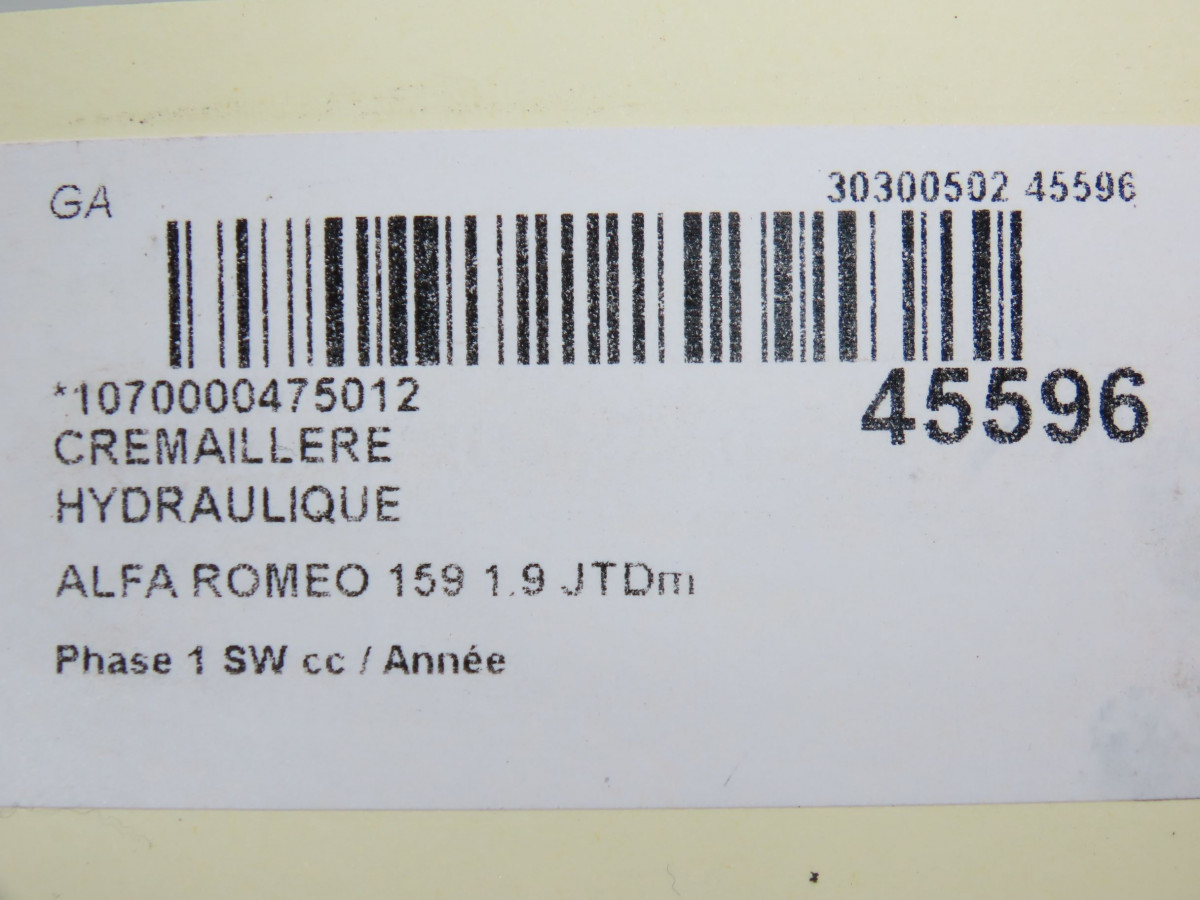 GA
30300502 45596
*1070000475012
45596
CREMAILLERE
HYDRAULIQUE
ALFA ROMEO 159 1.9 JTDm
Phase 1 SW cc / Année